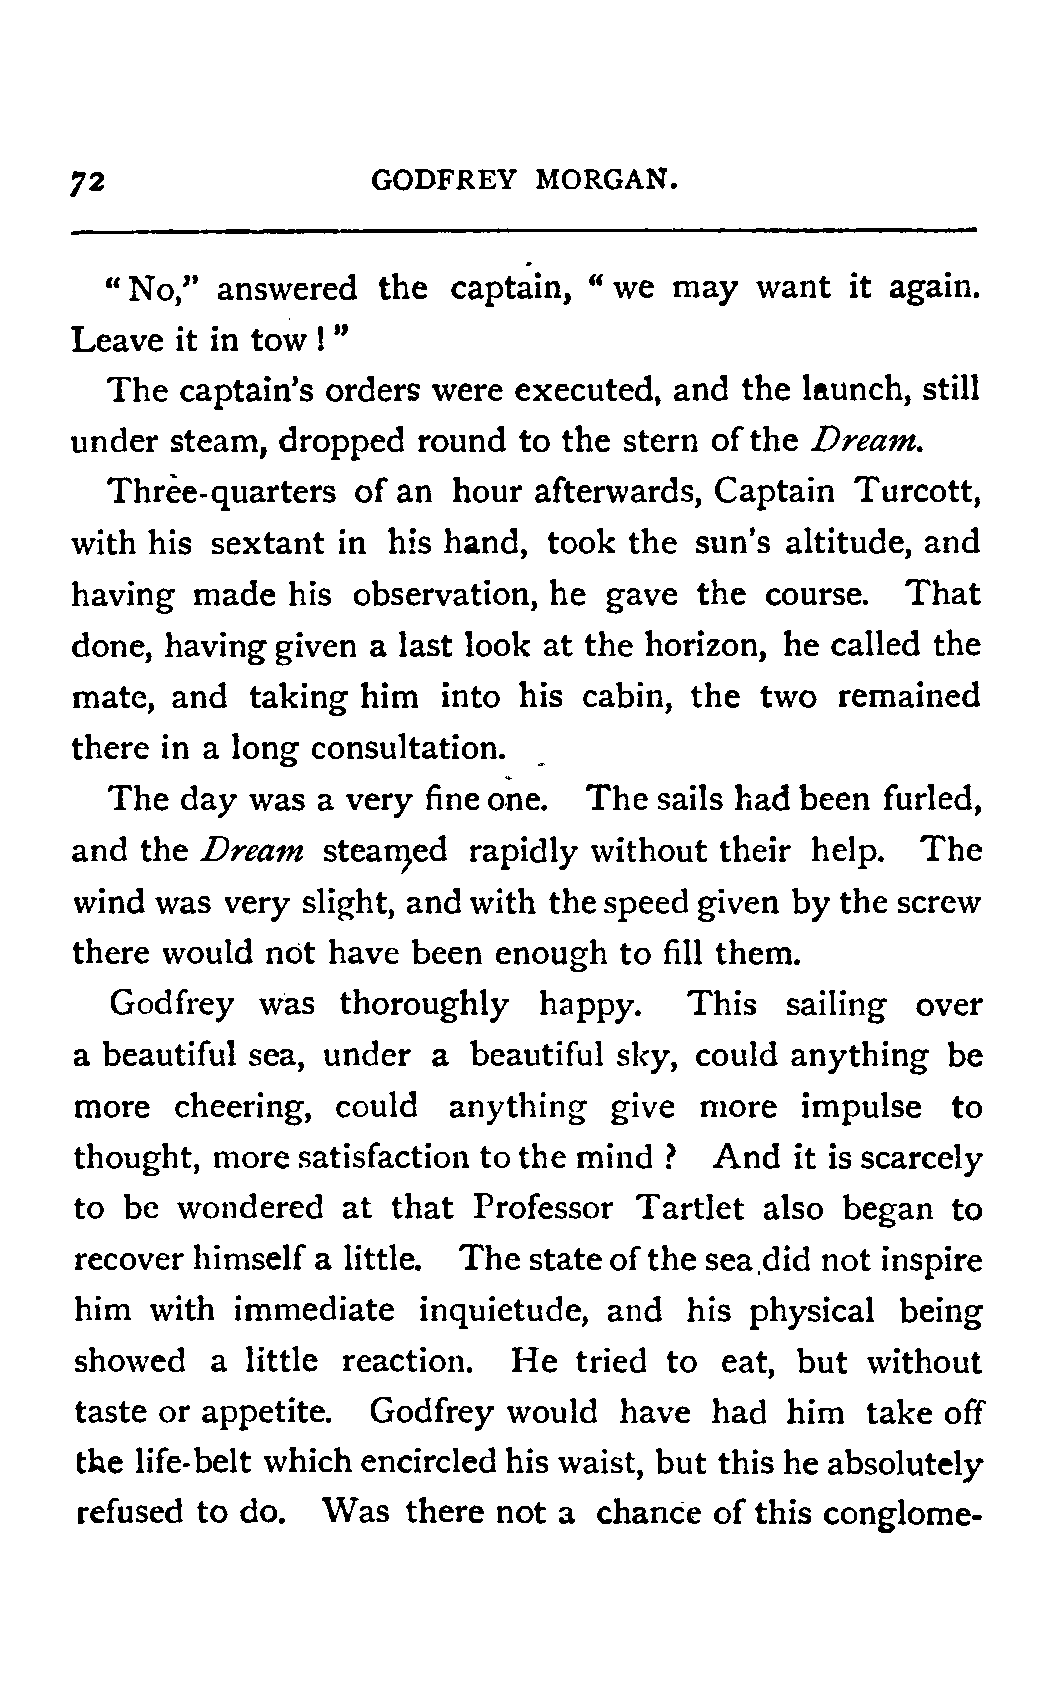 72 GODFREY MORGAN.
“ No,” answered the captain, “ we may want it again.
Leave it in tow ! ”
The captain's orders were executed, and the launch, still
under steam, dropped round to the stern of the Dream.
Three-quarters of an hour afterwards, Captain Turcott,
with his sextant in his hand, took the sun's altitude, and
having made his observation, he gave the course. That
done, having given a last look at the horizon, he called the
mate, and taking him into his cabin, the two remained
there in a long consultation.
The day was a very fine one. The sails had been furled,
and the Dream steamed rapidly without their help. The
wind was very slight, and with the speed given by the screw
there would not have been enough to fill them.
Godfrey was thoroughly happy. This sailing over
a beautiful sea, under a beautiful sky, could anything be
more cheering, could anything give more impulse to
thought, more satisfaction to the mind ? And it is scarcely
to be wondered at that Professor Tartlet also began to
recover himself a little. The state of the sea did not inspire
him with immediate inquietude, and his physical being
showed a little reaction. He tried to eat, but without
taste or appetite. Godfrey would have had him take off
the life-belt which encircled his waist, but this he absolutely
refused to do. Was there not a chance of this conglome-